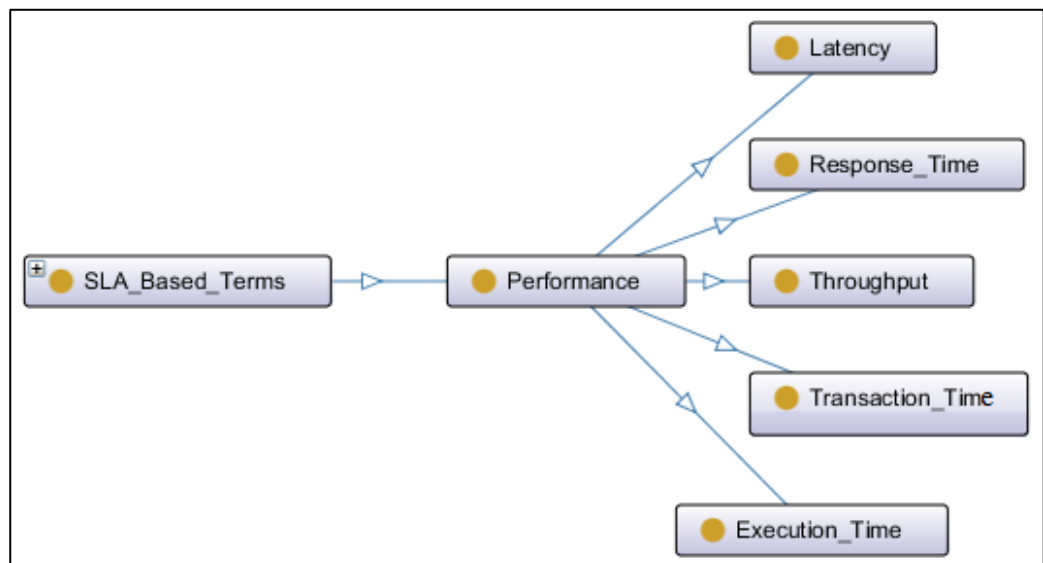 Latency
Response_Time
SLA_Based_Terms
Performance
Throughput
Transaction_Time
Execution_Time